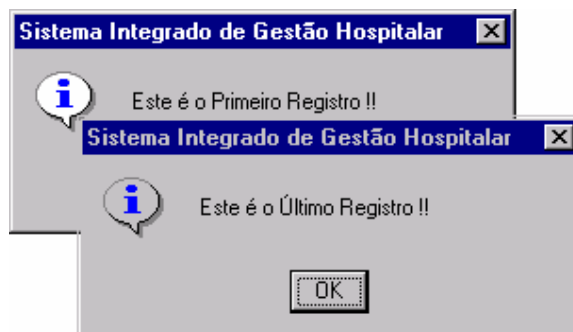 Sistema Integrado de Gestão Hospitalar
Este é o Primeiro Registro !!
Sistema Integrado de Gestão Hospitalar
Este é o Último Registro !!
OK